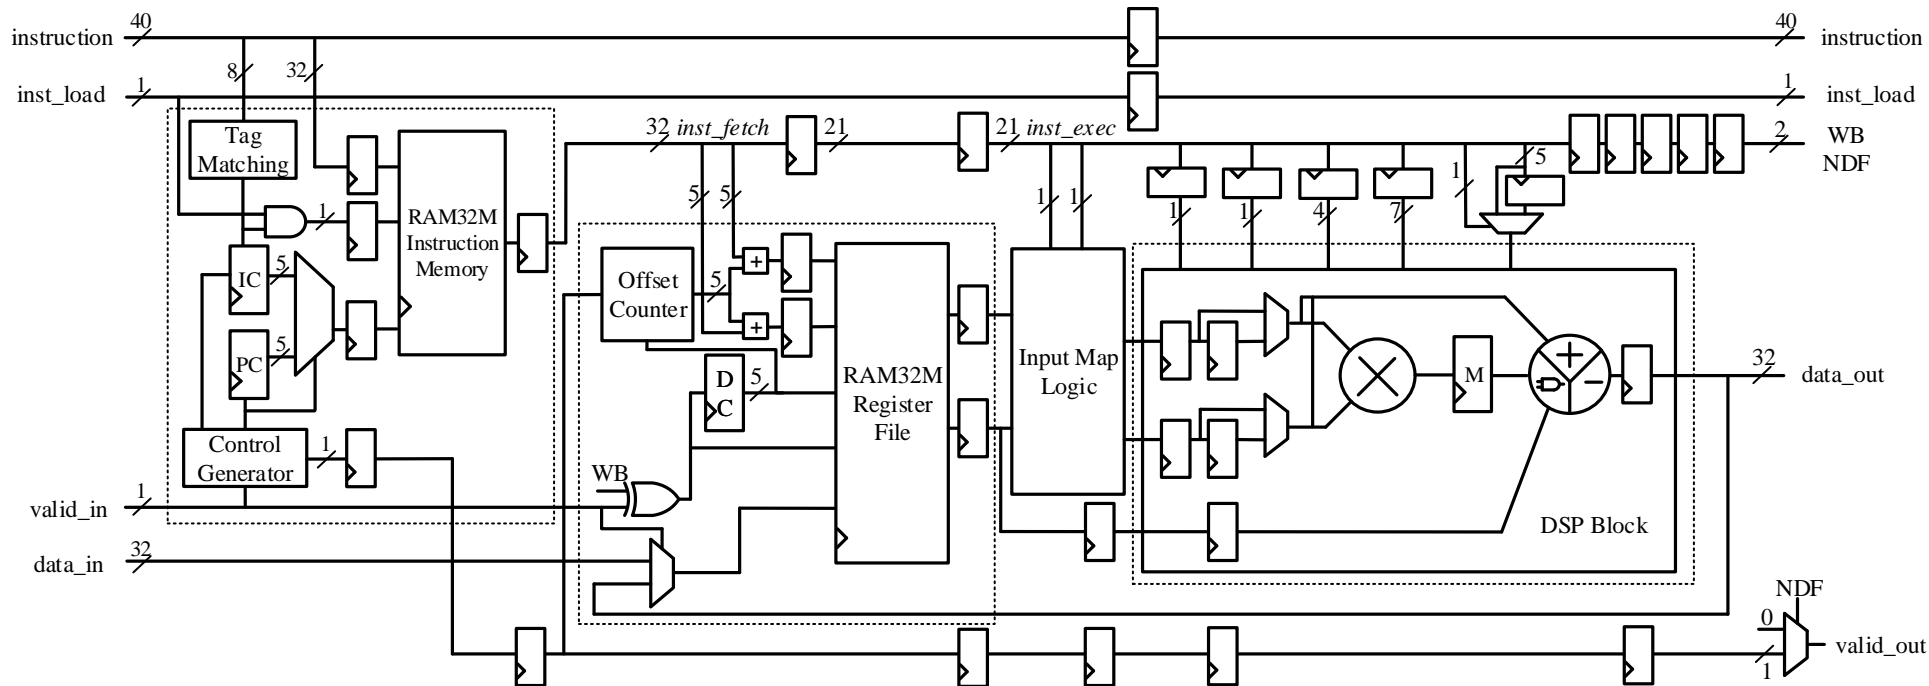 instruction 40 40 instruction
8 32
inst_load 1 1 inst_load
Tag
Matching
32 inst_fetch 21 21 inst_exec 5 2 WB
NDF
1
5 5 1 1 1 1 4 7
RAM32M
Instruction
Memory
IC 5
PC 5
Offset
Counter
5
+
+
D
C
5
RAM32M
Register
File
Input Map
Logic
M
+
−
32
data_out
Control
Generator
1
WB
valid_in 1
DSP Block
data_in 32
NDF
0
1
valid_out